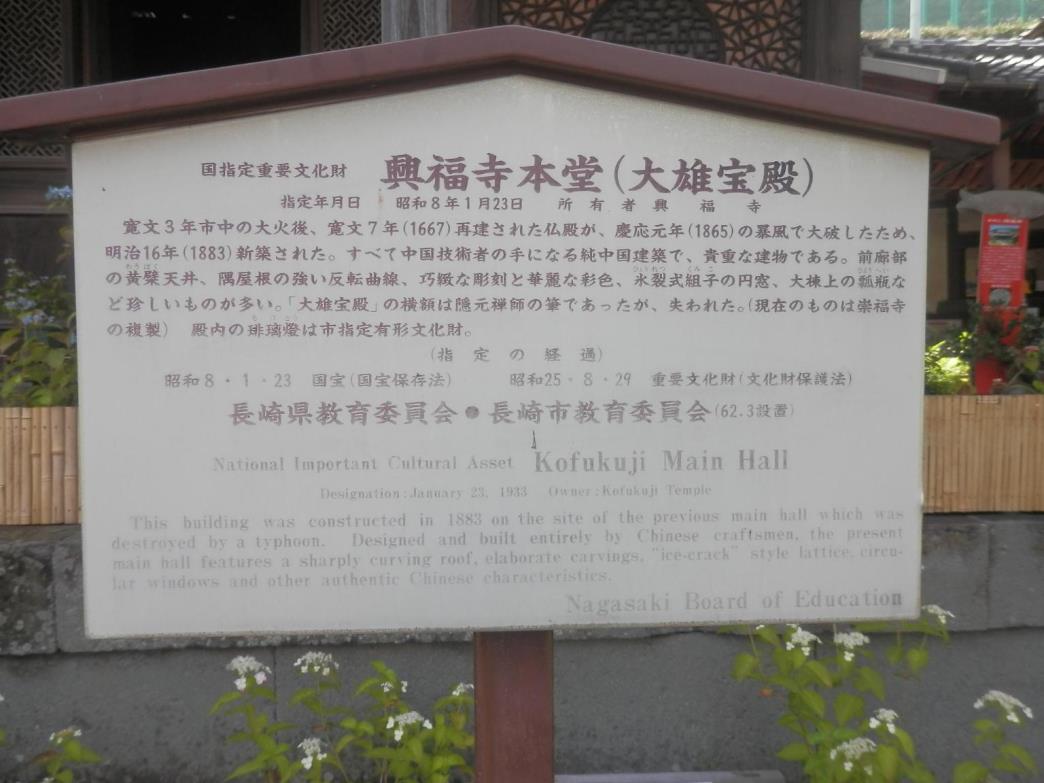 国指定重要文化財 興福寺本堂(大雄宝殿)
指定年月日 昭和8年1月23日 所有者興福寺
寛文3年市中の大火後、寛文7年(1667)再建された仏殿が、慶応元年(1865)の暴風で大破したため、
明治16年(1883)新築された。すべて中国技術者の手になる純中国建築で、貴重な建物である。前廊部
の黄檗天井、隅屋根の強い反転曲線、巧緻な彫刻と華麗な彩色、氷裂式組子の円窓、大棟上の瓢瓶な
ど珍しいものが多い。「大雄宝殿」の横額は隠元禅師の筆であったが、失われた。(現在のものは崇福寺
の複製) 殿内の琲璃燈は市指定有形文化財。
(指定の経過)
昭和8・1・23 国宝(国宝保存法) 昭和25・8・29 重要文化財(文化財保護法)
長崎県教育委員会●長崎市教育委員会(62.3設置)
National Important Cultural Asset Kofukuji Main Hall
Designation:January 23, 1933 Owner:Kofukuji Temple
This building was constructed in 1883 on the site of the previous main hall which was
destroyed by a typhoon. Designed and built entirely by Chinese craftsmen, the present
main hall features a sharply curving roof, elaborate carvings, "ice-crack" style lattice, circu-
lar windows and other authentic Chinese characteristics.
Nagasaki Board of Education